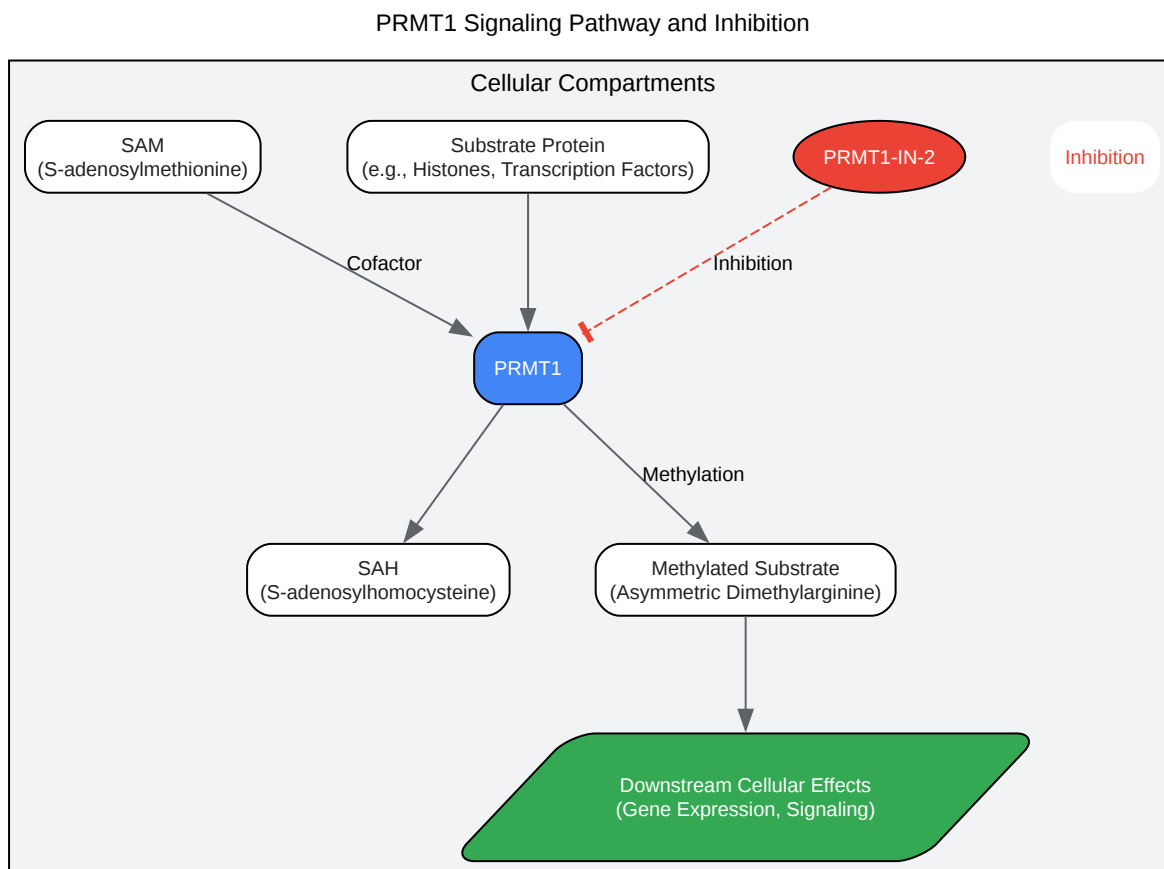 PRMT1 Signaling Pathway and Inhibition
Cellular Compartments
SAM
(S-adenosylmethionine)
Substrate Protein
(e.g., Histones, Transcription Factors)
PRMT1-IN-2
Inhibition
Cofactor
Inhibition
PRMT1
Methylation
SAH
(S-adenosylhomocysteine)
Methylated Substrate
(Asymmetric Dimethylarginine)
Downstream Cellular Effects
(Gene Expression, Signaling)